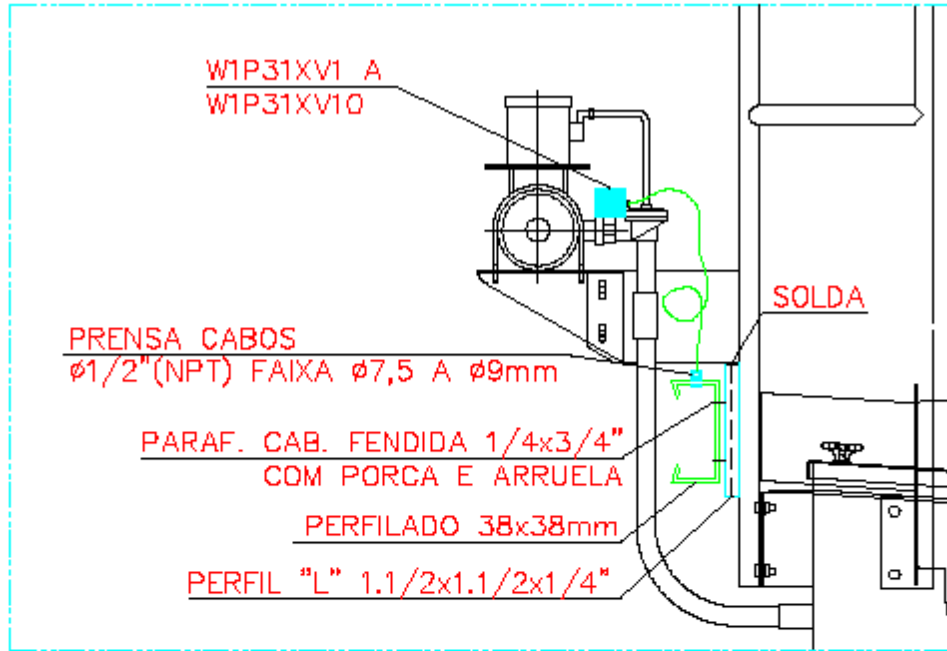 W1P31XV1 A
W1P31XV10
SOLDA
PRENSA CABOS
ø1/2"(NPT) FAIXA ø7,5 A ø9mm
PARAF. CAB. FENDIDA 1/4x3/4"
COM PORCA E ARRUELA
PERFILADO 38x38mm
PERFIL "L" 1.1/2x1.1/2x1/4"